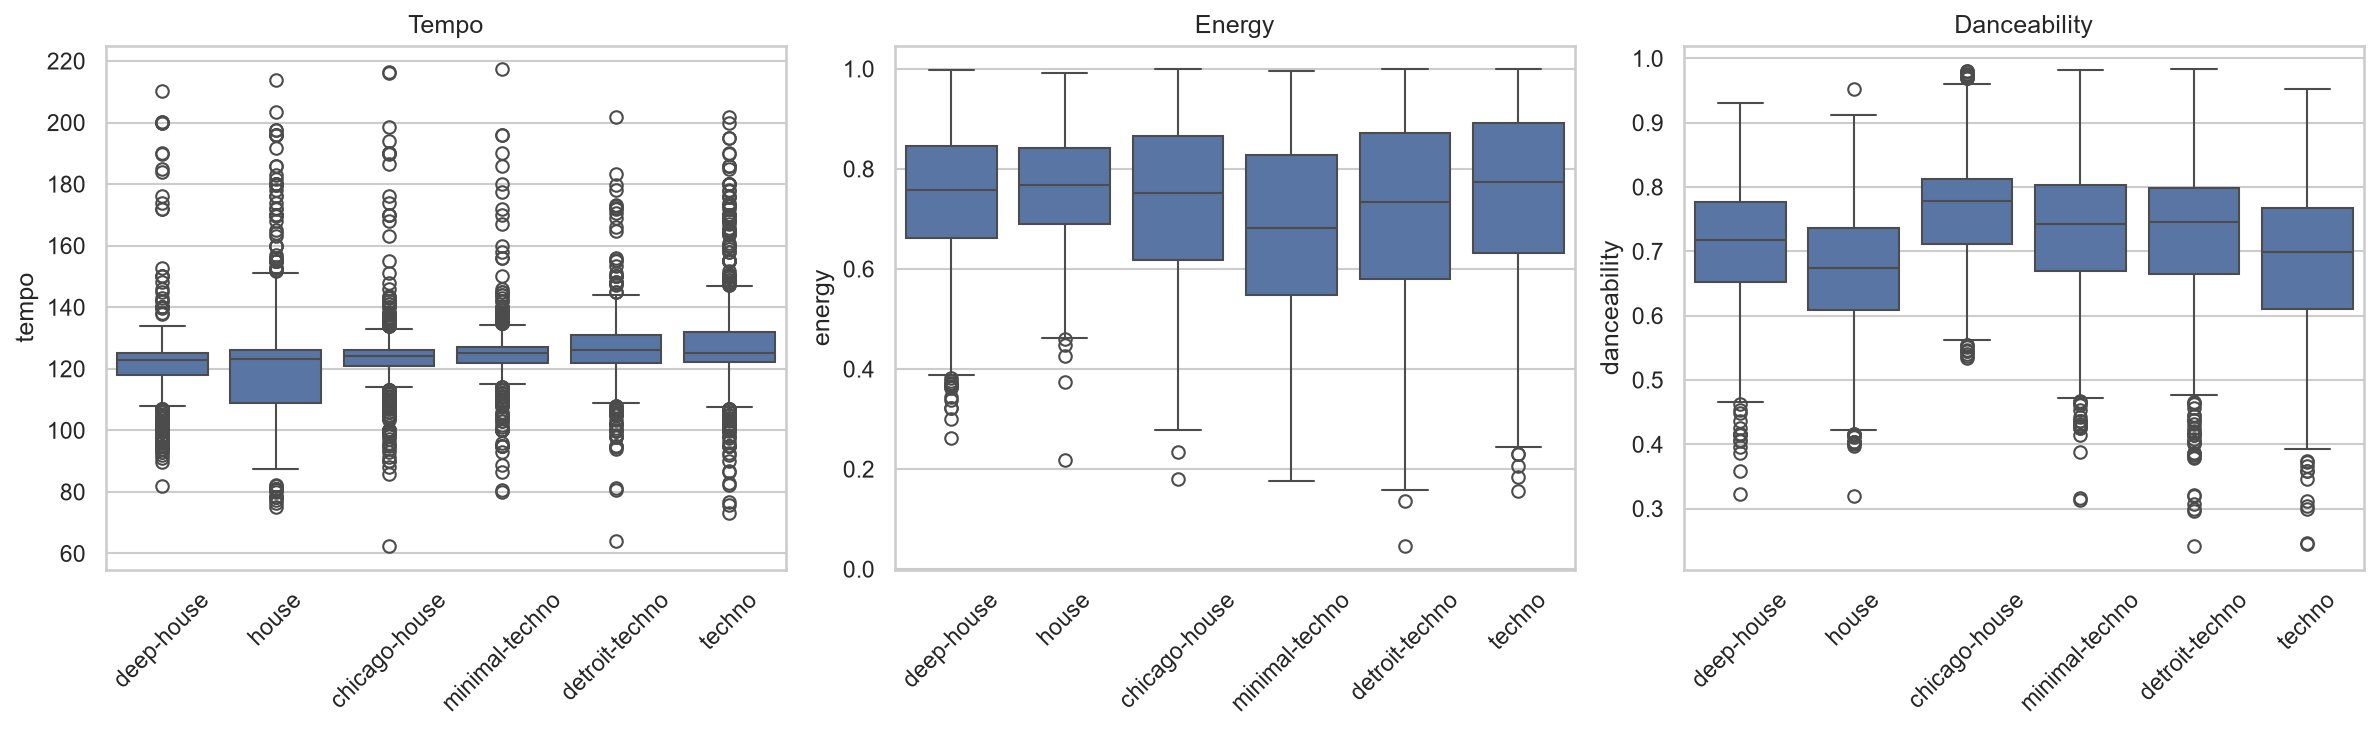 Tempo
220
200
180
160
140
120
100
80
60
tempo
deep-house
house
chicago-house
minimal-techno
detroit-techno
techno
Energy
1.0
0.8
0.6
0.4
0.2
0.0
energy
deep-house
house
chicago-house
minimal-techno
detroit-techno
techno
Danceability
1.0
0.9
0.8
0.7
0.6
0.5
0.4
0.3
danceability
deep-house
house
chicago-house
minimal-techno
detroit-techno
techno